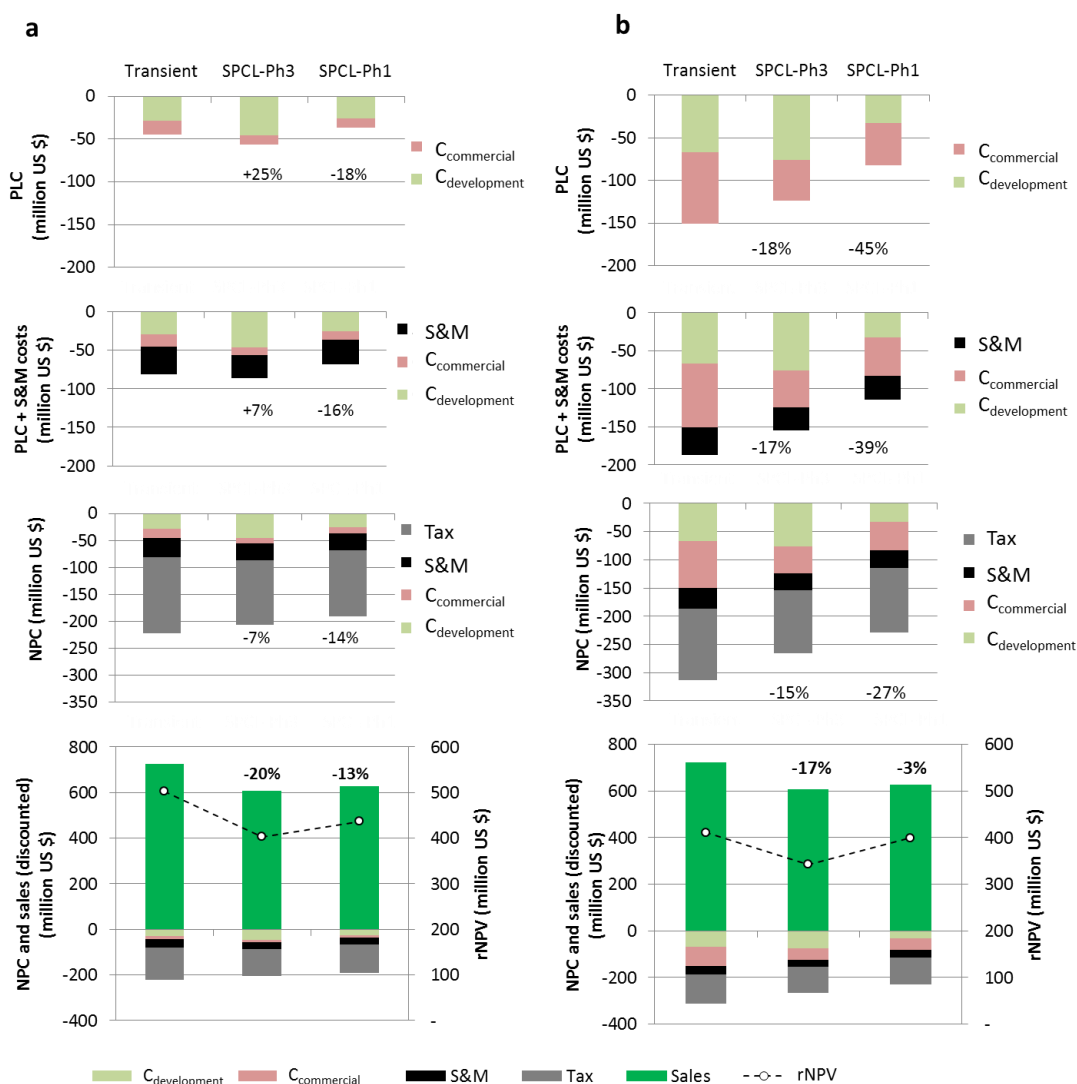 a
b
Transient SPCL-Ph3 SPCL-Ph1
Transient SPCL-Ph3 SPCL-Ph1
PLC
(million US $)
0
-50
-100
-150
-200
+25% -18%
Ccommercial
Cdevelopment
PLC
(million US $)
0
-50
-100
-150
-200
-18% -45%
Ccommercial
Cdevelopment
PLC + S&M costs
(million US $)
0
-50
-100
-150
-200
+7% -16%
S&M
Ccommercial
Cdevelopment
PLC + S&M costs
(million US $)
0
-50
-100
-150
-200
-17% -39%
S&M
Ccommercial
Cdevelopment
NPC (million US $)
0
-50
-100
-150
-200
-250
-300
-350
-7% -14%
Tax
S&M
Ccommercial
Cdevelopment
NPC (million US $)
0
-50
-100
-150
-200
-250
-300
-350
-15% -27%
Tax
S&M
Ccommercial
Cdevelopment
NPC and sales (discounted)
(million US $)
800
600
400
200
0
-200
-400
-20% -13%
600
500
400
300
200
100
-
rNPV (million US $)
NPC and sales (discounted)
(million US $)
800
600
400
200
0
-200
-400
-17% -3%
600
500
400
300
200
100
-
rNPV (million US $)
Cdevelopment Ccommercial S&M Tax Sales rNPV